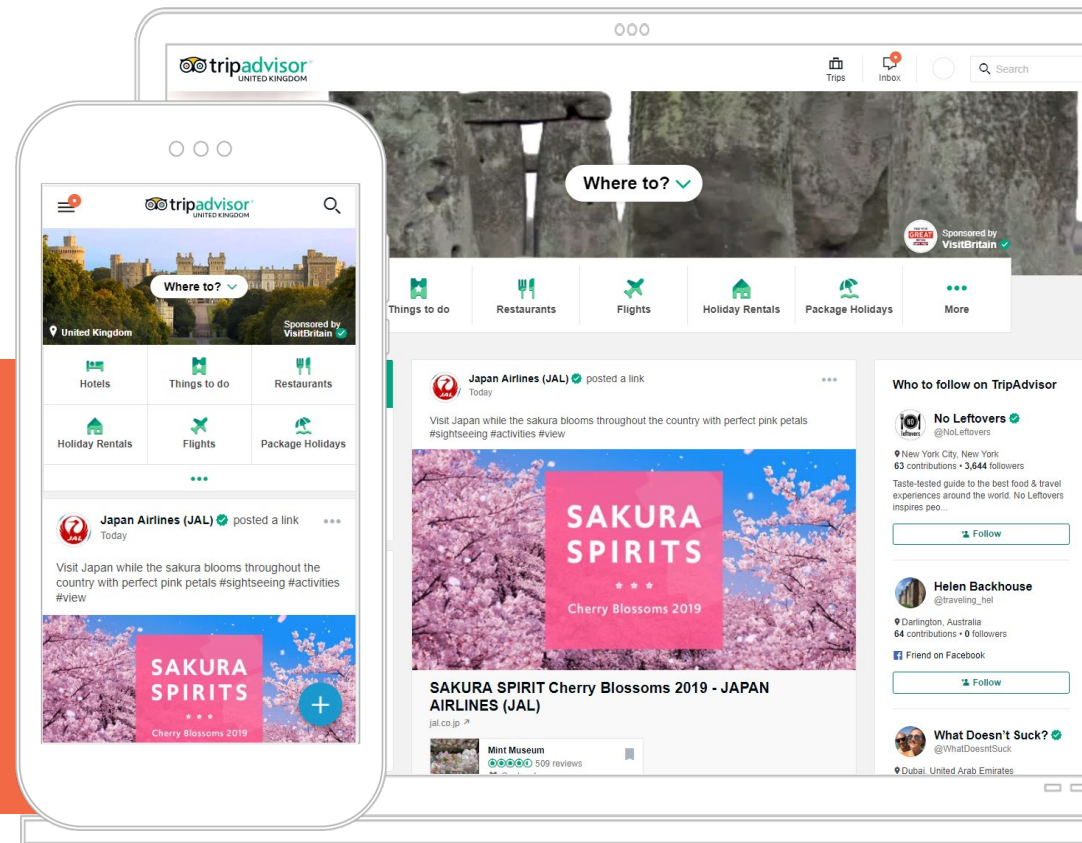 tripadvisor
UNITED KINGDOM
Trips
Inbox
Search
Where to?
GREAT
Sponsored by
VisitBritain
Things to do
Restaurants
Flights
Holiday Rentals
Package Holidays
More
Japan Airlines (JAL) posted a link
Today
JAL
Visit Japan while the sakura blooms throughout the country with perfect pink petals
#sightseeing #activities #view
SAKURA
SPIRITS
Cherry Blossoms 2019
SAKURA SPIRIT Cherry Blossoms 2019 - JAPAN
AIRLINES (JAL)
jal.co.jp
Mint Museum
509 reviews
Who to follow on TripAdvisor
NO
leftovers
No Leftovers
@NoLeftovers
New York City, New York
63 contributions • 3,644 followers
Taste-tested guide to the best food & travel
experiences around the world. No Leftovers
inspires peo...
Follow
Helen Backhouse
@traveling_hel
Darlington, Australia
64 contributions • 0 followers
Friend on Facebook
Follow
What Doesn't Suck?
@WhatDoesntSuck
Dubai, United Arab Emirates
tripadvisor
UNITED KINGDOM
Where to?
United Kingdom
Sponsored by
VisitBritain
Hotels
Things to do
Restaurants
Holiday Rentals
Flights
Package Holidays
Japan Airlines (JAL) posted a link
Today
JAL
Visit Japan while the sakura blooms throughout the
country with perfect pink petals #sightseeing #activities
#view
SAKURA
SPIRITS
Cherry Blossoms 2019